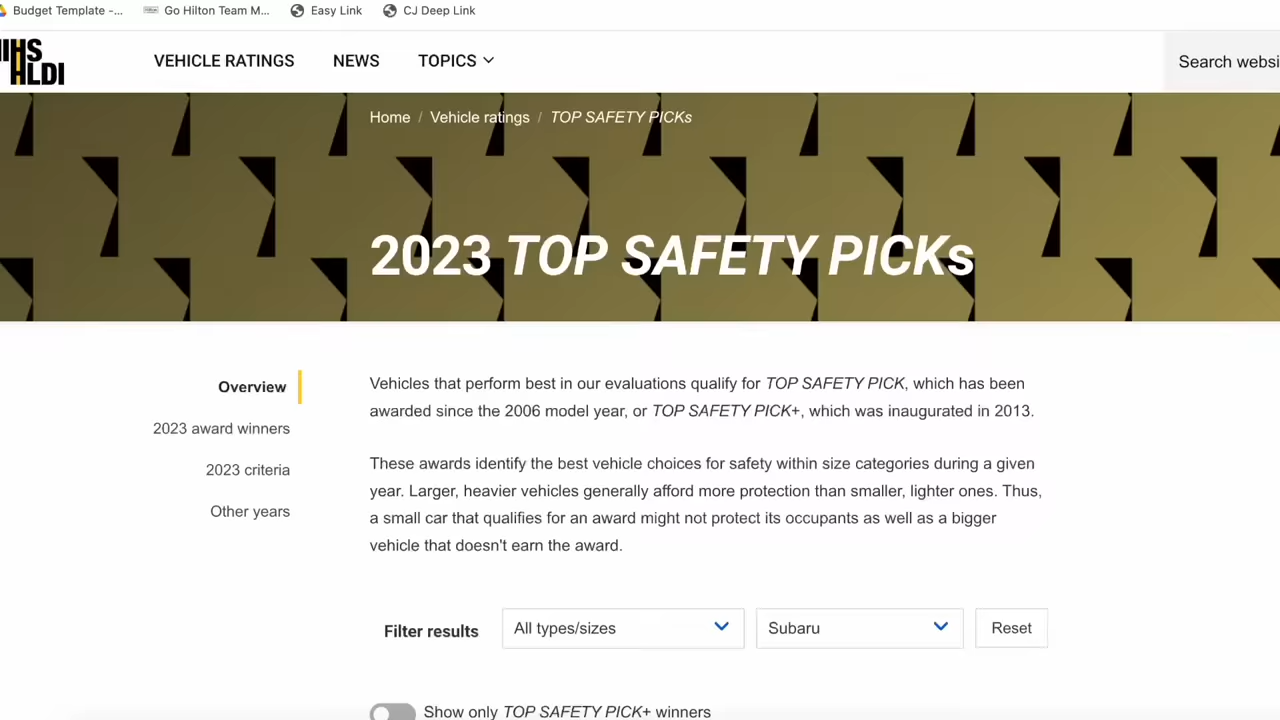 Budget Template -...
Go Hilton Team M...
Easy Link
CJ Deep Link
IIHS
HLDI
VEHICLE RATINGS
NEWS
TOPICS
Search websi
Home / Vehicle ratings / TOP SAFETY PICKs
2023 TOP SAFETY PICKs
Overview
2023 award winners
2023 criteria
Other years
Vehicles that perform best in our evaluations qualify for TOP SAFETY PICK, which has been
awarded since the 2006 model year, or TOP SAFETY PICK+, which was inaugurated in 2013.
These awards identify the best vehicle choices for safety within size categories during a given
year. Larger, heavier vehicles generally afford more protection than smaller, lighter ones. Thus,
a small car that qualifies for an award might not protect its occupants as well as a bigger
vehicle that doesn't earn the award.
Filter results
All types/sizes
Subaru
Reset
Show only TOP SAFETY PICK+ winners